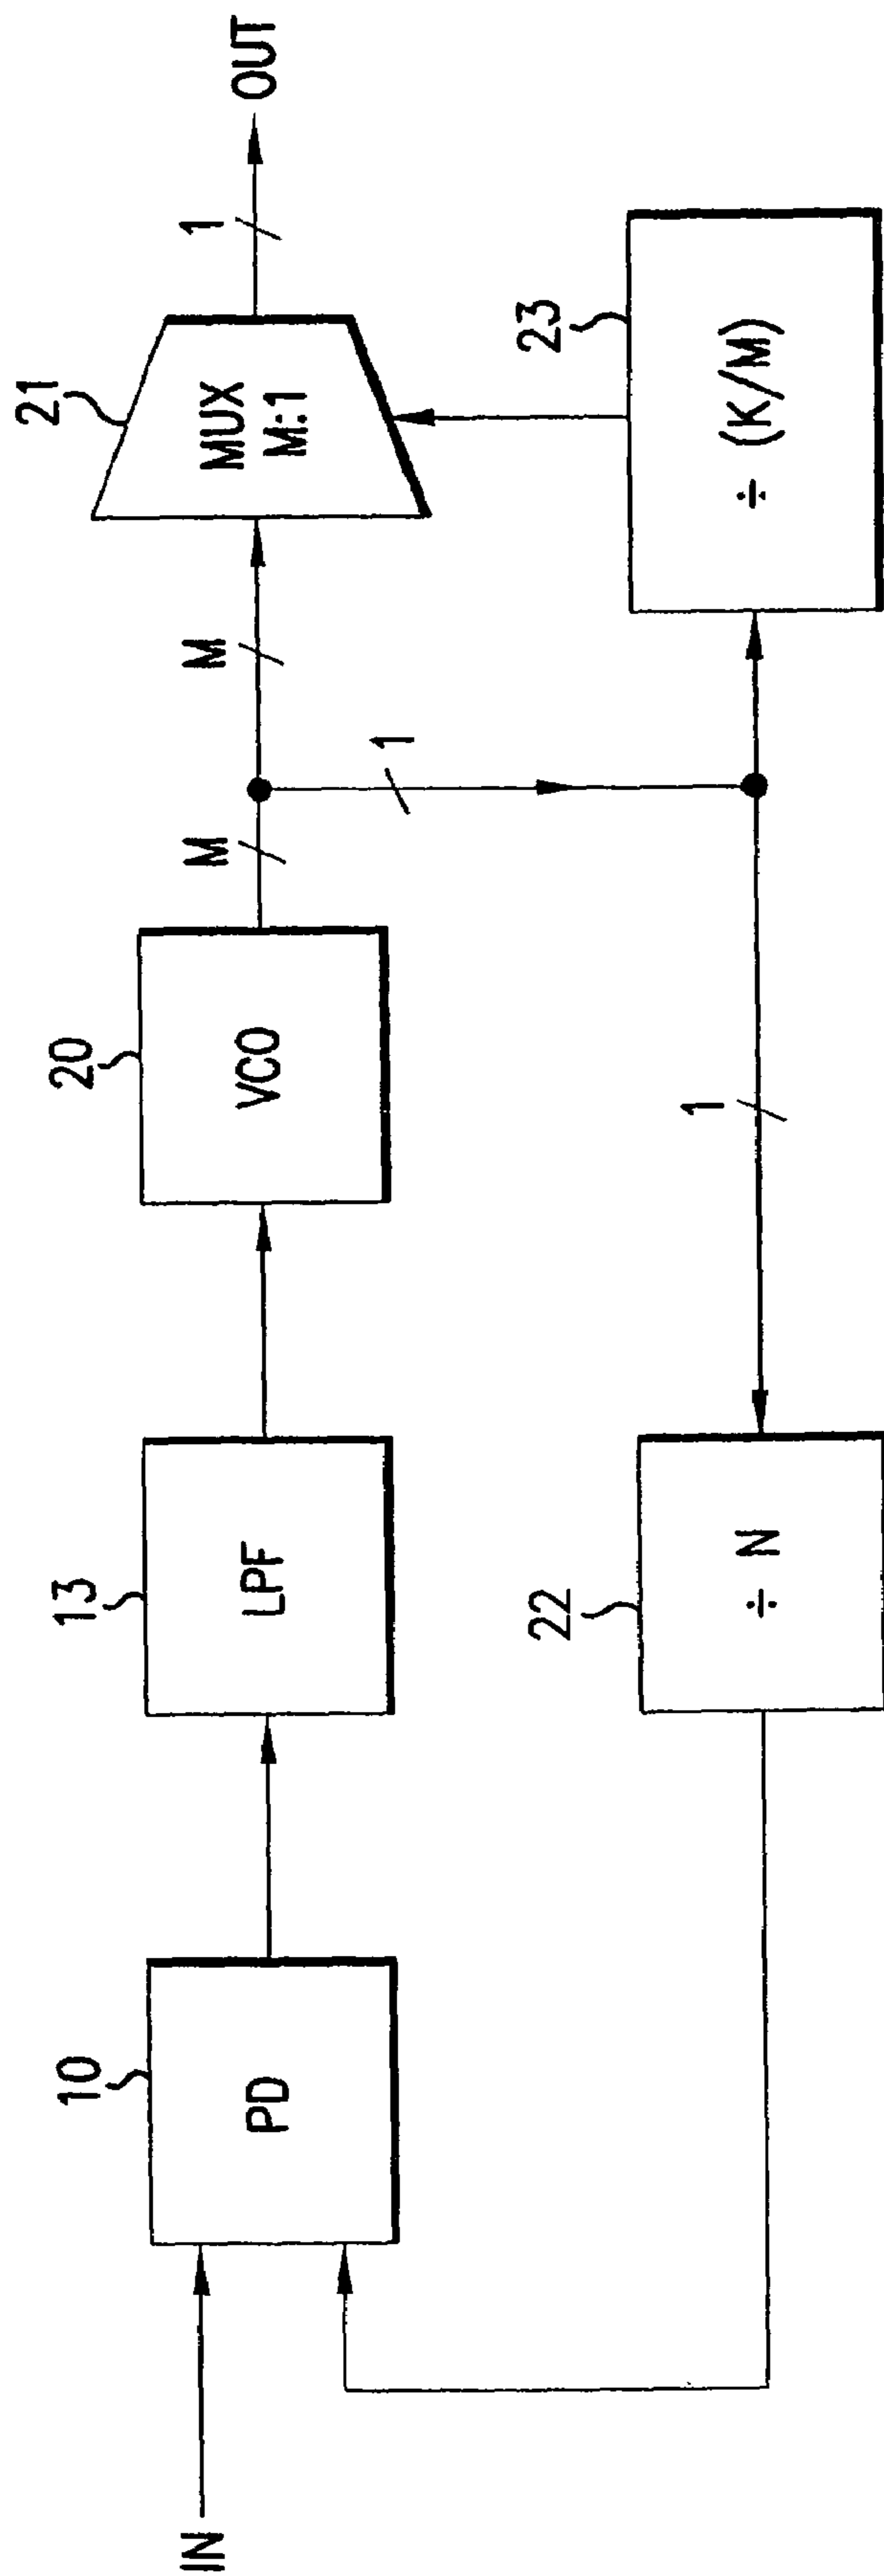 IN
10
PD
13
LPF
20
VCO
M
M
21
MUX
M:1
1
OUT
1
22
÷ N
1
23
÷ (K/M)